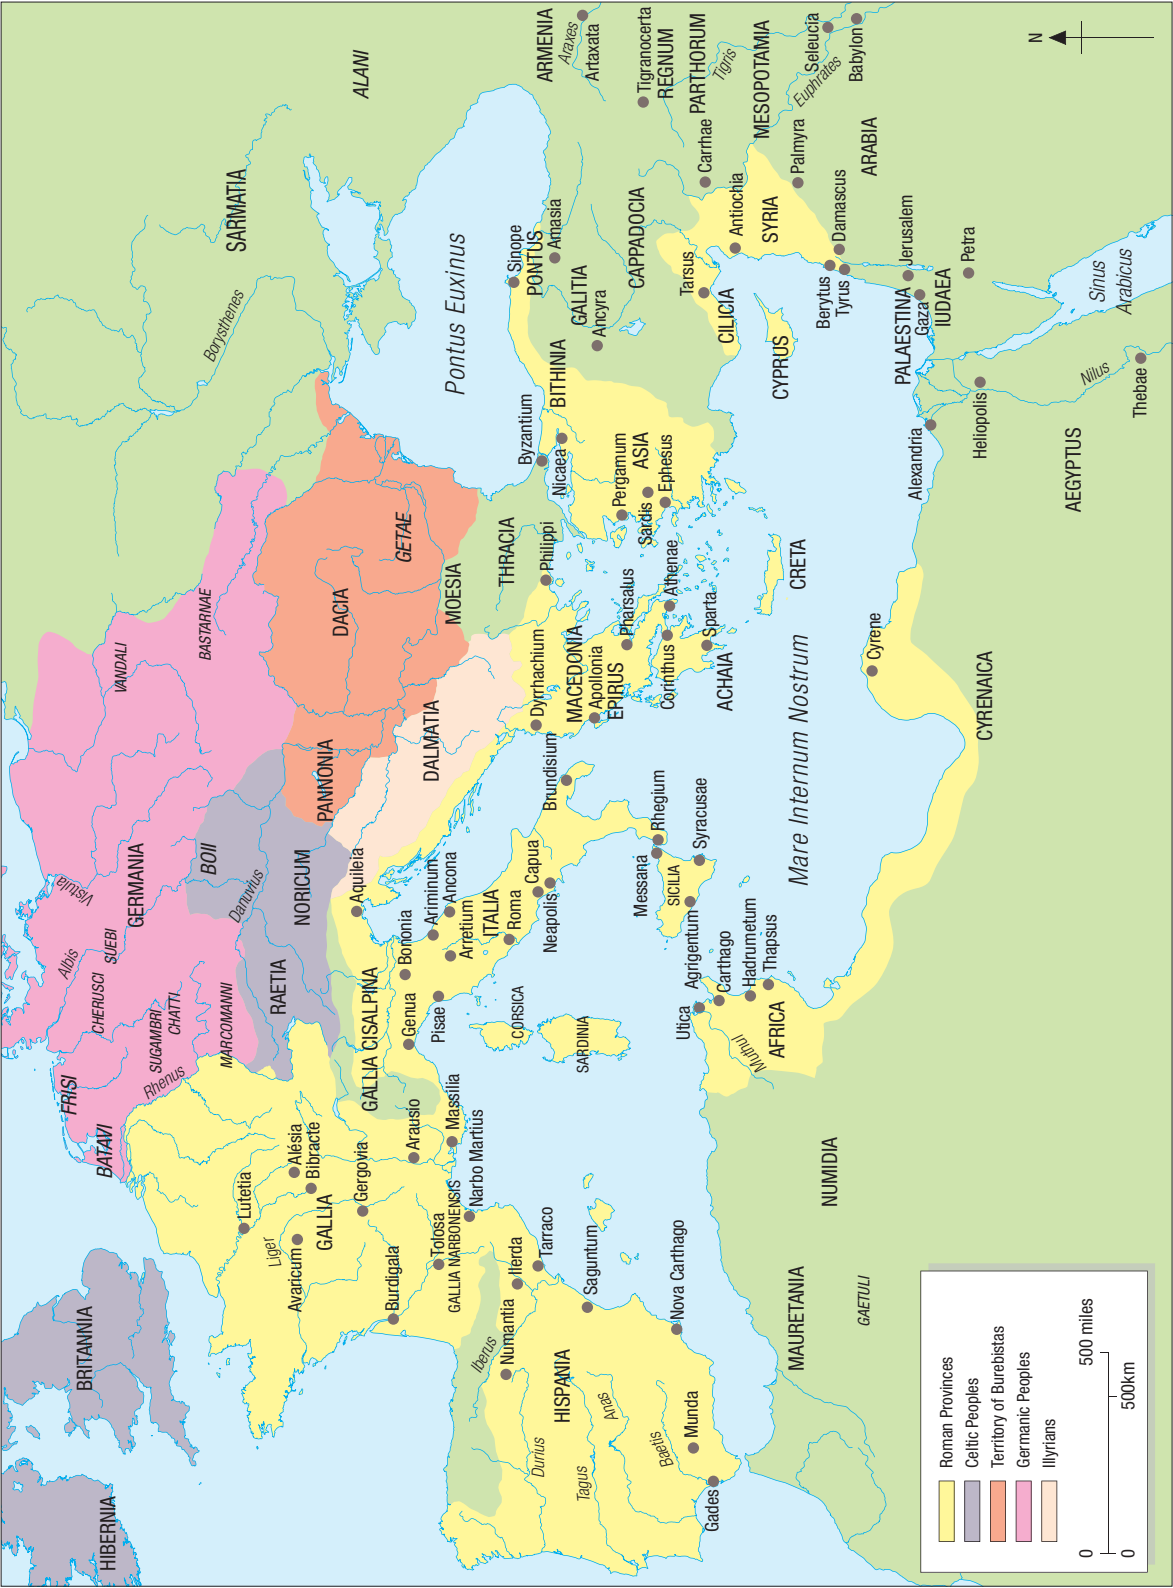 HIBERNIA
BRITANNIA
BATAVI
FRISI
Rhenus
SUGAMBRI
CHATTI
CHERUSCI
SUEBI
Albis
MARCOMANNI
GERMANIA
Vistula
VANDALI
BASTARNAE
BOII
Danuvius
RAETIA
NORICUM
PANNONIA
DACIA
GETAE
MOESIA
DALMATIA
THRACIA
SARMATIA
Borysthenes
ALANI
Pontus Euxinus
Lutetia
Liger
Avaricum
Alésia
Bibracte
GALLIA
Gergovia
Burdigala
Arausio
Tolosa
GALLIA NARBONENSIS
Massilia
Narbo Martius
GALLIA CISALPINA
Genua
Bononia
Aquileia
Pisae
Ariminum
Ancona
Arretium
ITALIA
Roma
Capua
Neapolis
Brundisium
CORSICA
SARDINIA
Messana
Rhegium
SICILIA
Syracusae
Agrigentum
Iberus
Numantia
Ilerda
Tarraco
Saguntum
HISPANIA
Durius
Tagus
Anas
Baetis
Munda
Gades
Nova Carthago
MAURETANIA
GAETULI
NUMIDIA
Utica
Carthago
Hadrumetum
Thapsus
Muthul
AFRICA
Mare Internum Nostrum
Dyrrhachium
MACEDONIA
Apollonia
EPIRUS
Philippi
Pharsalus
Athenae
Corinthus
Sparta
ACHAIA
CRETA
Cyrene
CYRENAICA
Byzantium
Nicaea
BITHINIA
Pergamum
ASIA
Sardis
Ephesus
Sinope
PONTUS
Amasia
GALITIA
Ancyra
CAPPADOCIA
Tarsus
CILICIA
CYPRUS
ARMENIA
Araxes
Artaxata
Tigranocerta
REGNUM
PARTHORUM
Tigris
MESOPOTAMIA
Euphrates
Seleucia
Babylon
Carrhae
Antiochia
SYRIA
Palmyra
ARABIA
Damascus
Berytus
Tyrus
Jerusalem
PALAESTINA
Gaza
IUDAEA
Petra
Sinus
Arabicus
Alexandria
Heliopolis
Nilus
Thebae
AEGYPTUS
N
Roman Provinces
Celtic Peoples
Territory of Burebistas
Germanic Peoples
Illyrians
0 500 miles
0 500km